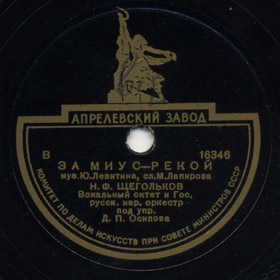 АПРЕЛЕВСКИЙ ЗАВОД
В 16346
ЗА МИУС—РЕКОЙ
муз.Ю.Левитина, сл.М.Лапирова
Н.Ф. ЩЕГОЛЬКОВ
Вокальный октет и Гос.
русск. нар. оркестр
под упр.
Д. П. Осипова
КОМИТЕТ ПО ДЕЛАМ ИСКУССТВ ПРИ СОВЕТЕ МИНИСТРОВ СССР